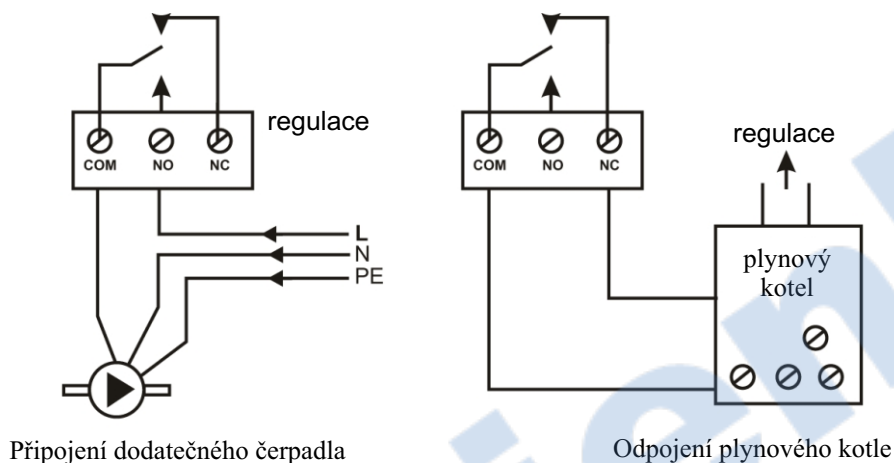 regulace
COM NO NC
L
N
PE
Připojení dodatečného čerpadla
COM NO NC
regulace
plynový
kotel
Odpojení plynového kotle